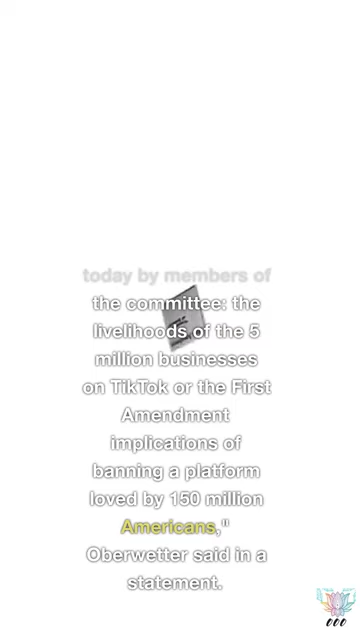 today by members of
the committee: the
livelihoods of the 5
million businesses
on TikTok or the First
Amendment
implications of
banning a platform
loved by 150 million
Americans,"
Oberwetter said in a
statement.